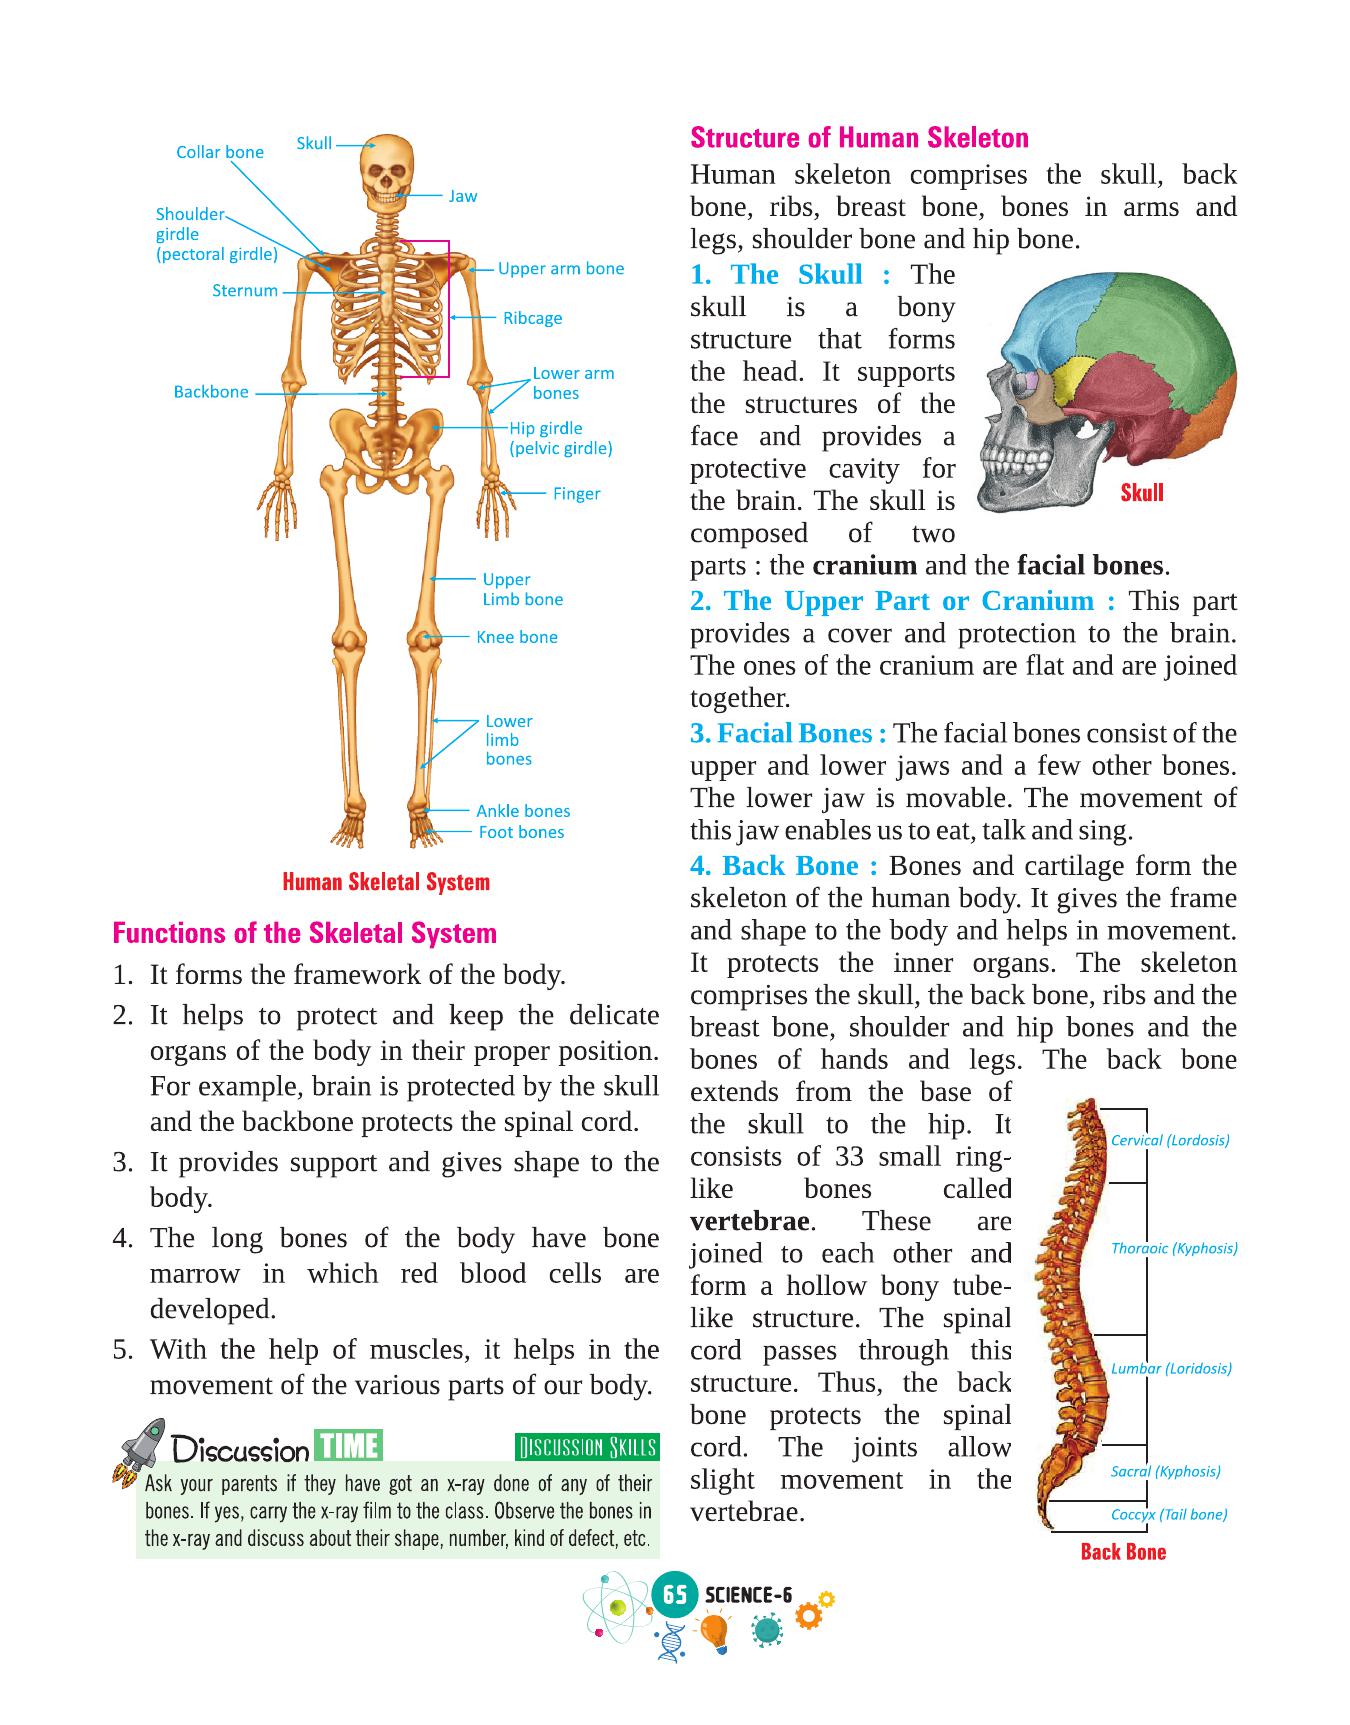 Skull
Collar bone
Jaw
Shoulder
girdle
(pectoral girdle)
Upper arm bone
Sternum
Ribcage
Lower arm
bones
Backbone
Hip girdle
(pelvic girdle)
Finger
Upper
Limb bone
Knee bone
Lower
limb
bones
Ankle bones
Foot bones
Human Skeletal System
Functions of the Skeletal System
1. It forms the framework of the body.
2. It helps to protect and keep the delicate
organs of the body in their proper position.
For example, brain is protected by the skull
and the backbone protects the spinal cord.
3. It provides support and gives shape to the
body.
4. The long bones of the body have bone
marrow in which red blood cells are
developed.
5. With the help of muscles, it helps in the
movement of the various parts of our body.
Discussion TIME
DISCUSSION SKILLS
Ask your parents if they have got an x-ray done of any of their
bones. If yes, carry the x-ray film to the class. Observe the bones in
the x-ray and discuss about their shape, number, kind of defect, etc.
Structure of Human Skeleton
Human skeleton comprises the skull, back
bone, ribs, breast bone, bones in arms and
legs, shoulder bone and hip bone.
1. The Skull : The
skull is a bony
structure that forms
the head. It supports
the structures of the
face and provides a
protective cavity for
the brain. The skull is
composed of two
parts : the cranium and the facial bones.
Skull
2. The Upper Part or Cranium : This part
provides a cover and protection to the brain.
The ones of the cranium are flat and are joined
together.
3. Facial Bones : The facial bones consist of the
upper and lower jaws and a few other bones.
The lower jaw is movable. The movement of
this jaw enables us to eat, talk and sing.
4. Back Bone : Bones and cartilage form the
skeleton of the human body. It gives the frame
and shape to the body and helps in movement.
It protects the inner organs. The skeleton
comprises the skull, the back bone, ribs and the
breast bone, shoulder and hip bones and the
bones of hands and legs. The back bone
extends from the base of
the skull to the hip. It
consists of 33 small ring-
like bones called
vertebrae. These are
joined to each other and
form a hollow bony tube-
like structure. The spinal
cord passes through this
structure. Thus, the back
bone protects the spinal
cord. The joints allow
slight movement in the
vertebrae.
Cervical (Lordosis)
Thoraoic (Kyphosis)
Lumbar (Loridosis)
Sacral (Kyphosis)
Coccyx (Tail bone)
Back Bone
65 SCIENCE-6